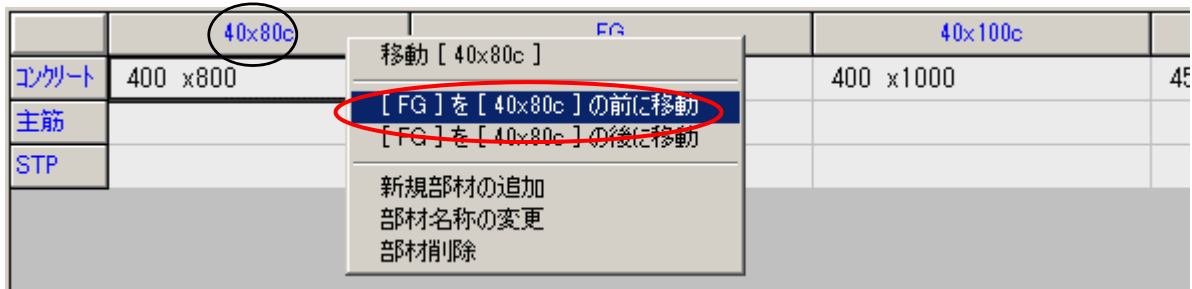 40x80c FG 40x100c
コンクリート 400 x800 400 x1000 45
主筋
STP
移動 [ 40x80c ]
[ FG ] を [ 40x80c ] の前に移動
[ FG ] を [ 40x80c ] の後に移動
新規部材の追加
部材名称の変更
部材削除